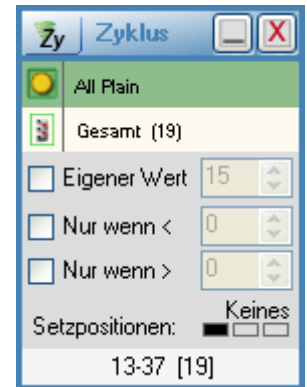 Zy Zyklus
All Plain
Gesamt (19)
Eigener Wert 15
Nur wenn < 0
Nur wenn > 0
Keines
Setzpositionen:
13-37 [19]